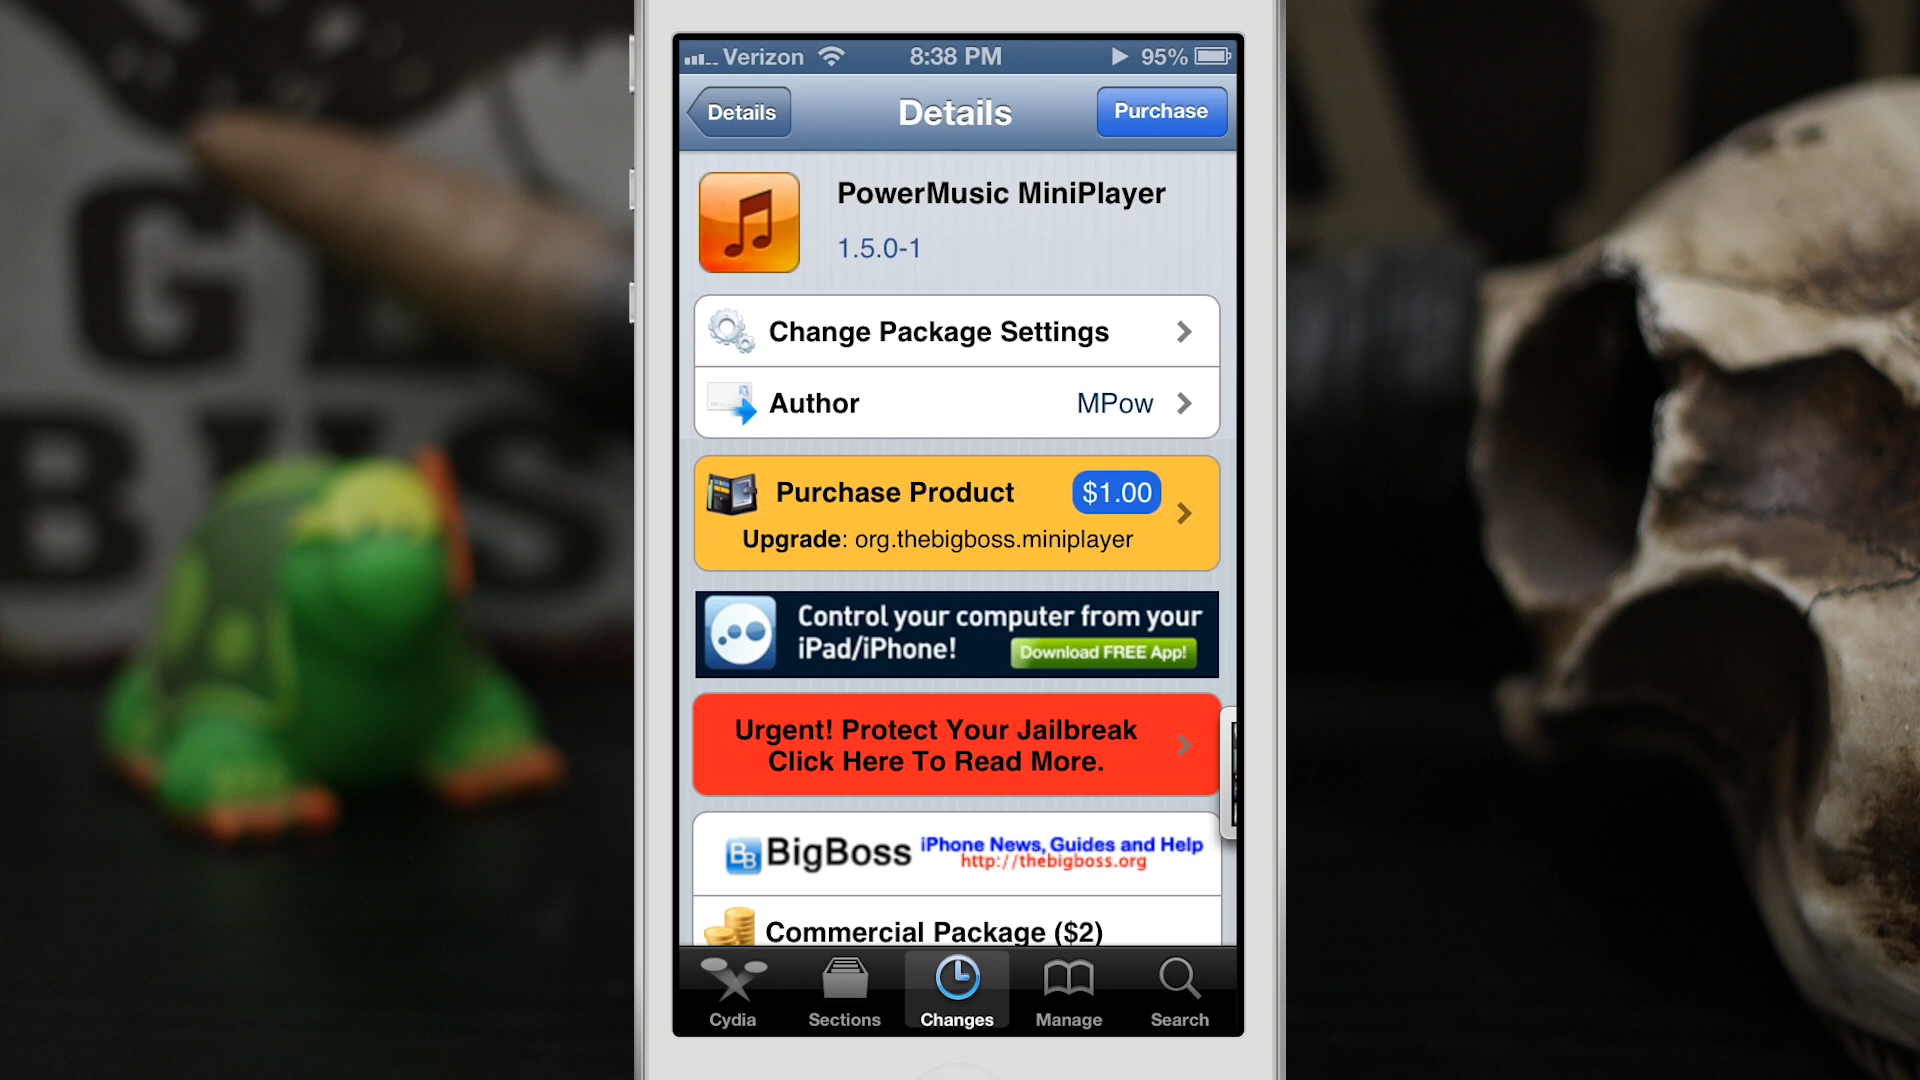 Verizon 8:38 PM 95%
Details Details Purchase
PowerMusic MiniPlayer
1.5.0-1
Change Package Settings
Author MPow
Purchase Product $1.00
Upgrade: org.thebigboss.miniplayer
Control your computer from your
iPad/iPhone! Download FREE App!
Urgent! Protect Your Jailbreak
Click Here To Read More.
BB BigBoss iPhone News, Guides and Help
http://thebigboss.org
Commercial Package ($2)
Cydia Sections Changes Manage Search